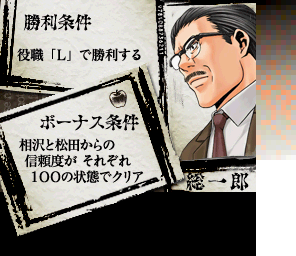 勝利条件
役職「L」で勝利する
ボーナス条件
相沢と松田からの
信頼度が それぞれ
100の状態でクリア
総一郎